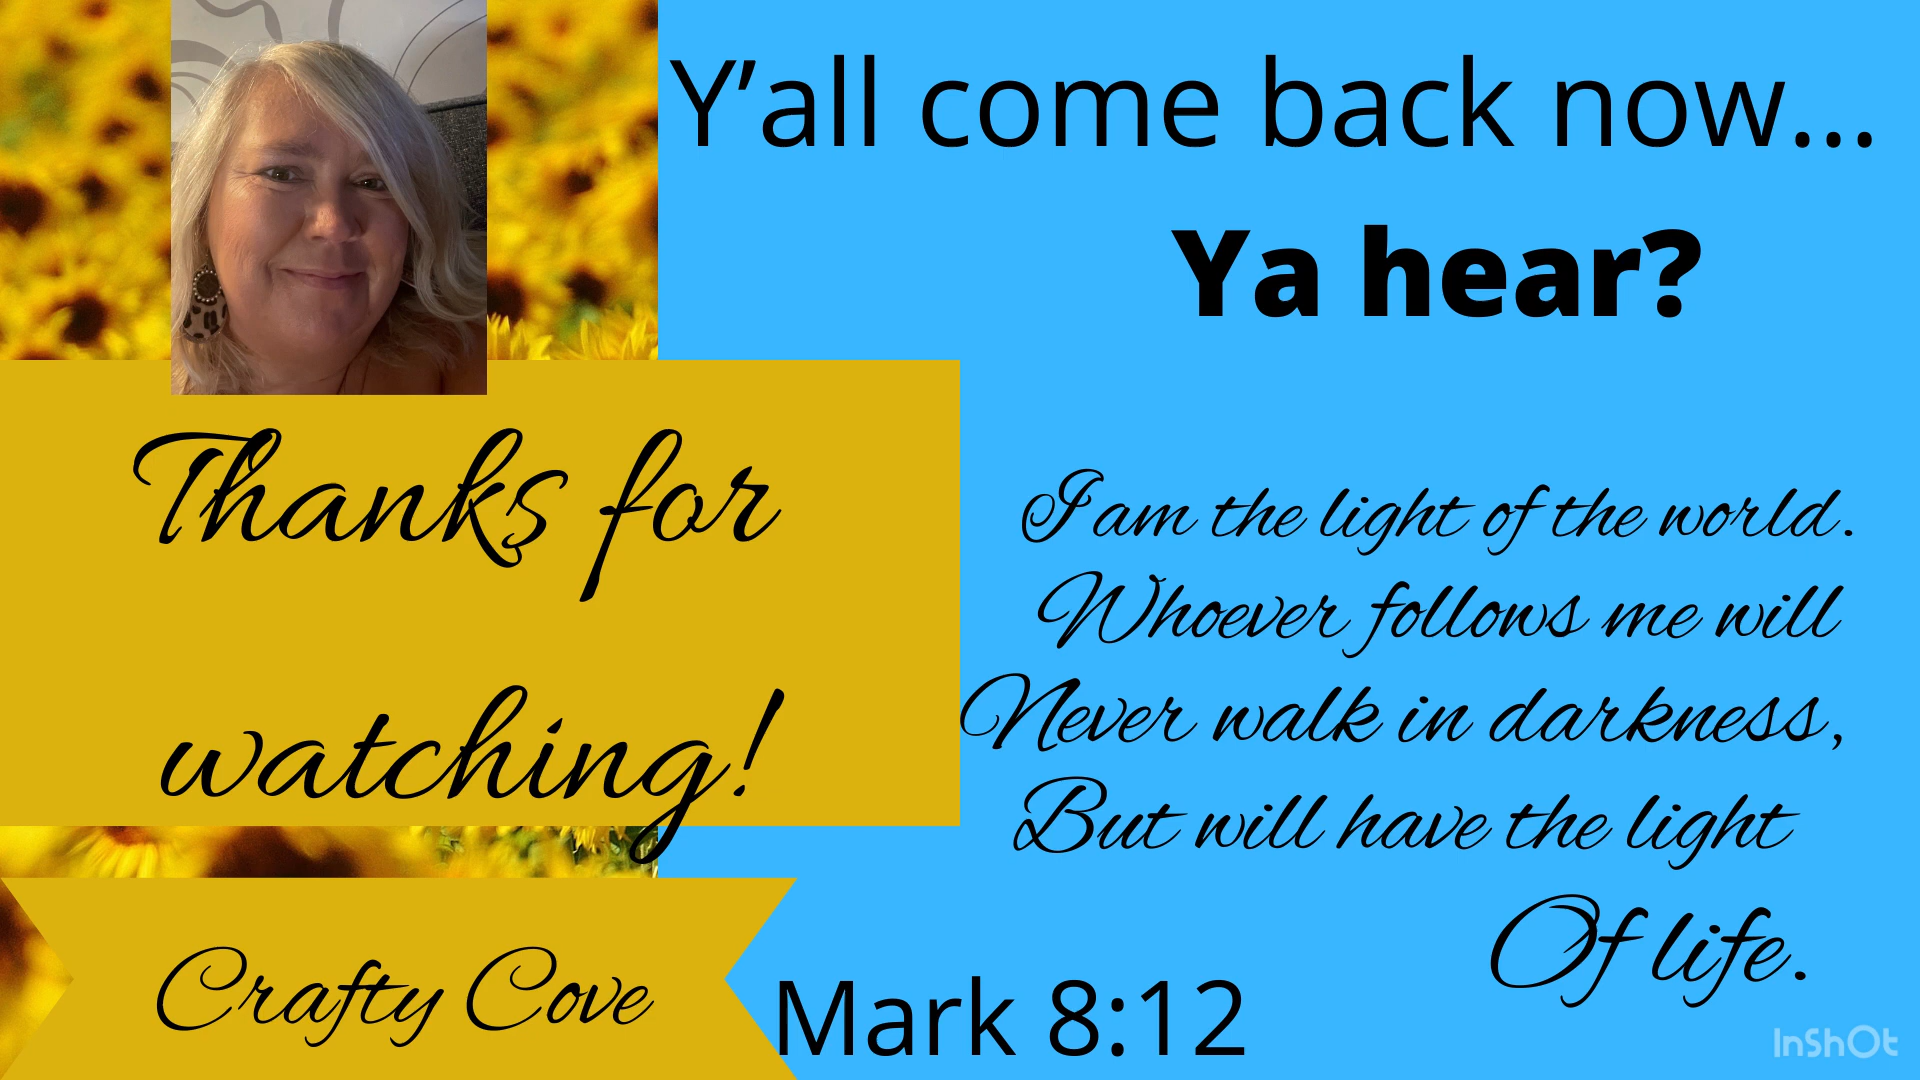 Y’all come back now...
Ya hear?
Thanks for
watching!
I am the light of the world.
Whoever follows me will
Never walk in darkness,
But will have the light
Of life.
Mark 8:12
Crafty Cove
InShOt